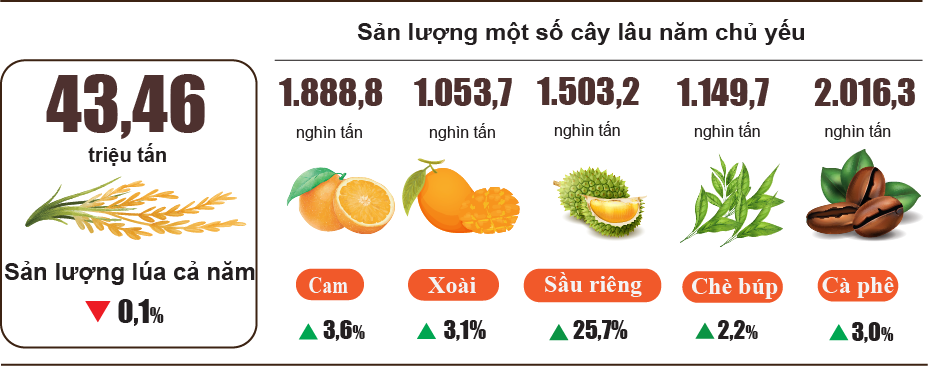 Sản lượng một số cây lâu năm chủ yếu
43,46
triệu tấn
Sản lượng lúa cả năm
▼ 0,1%
1.888,8
nghìn tấn
Cam
▲ 3,6%
1.053,7
nghìn tấn
Xoài
▲ 3,1%
1.503,2
nghìn tấn
Sầu riêng
▲ 25,7%
1.149,7
nghìn tấn
Chè búp
▲ 2,2%
2.016,3
nghìn tấn
Cà phê
▲ 3,0%